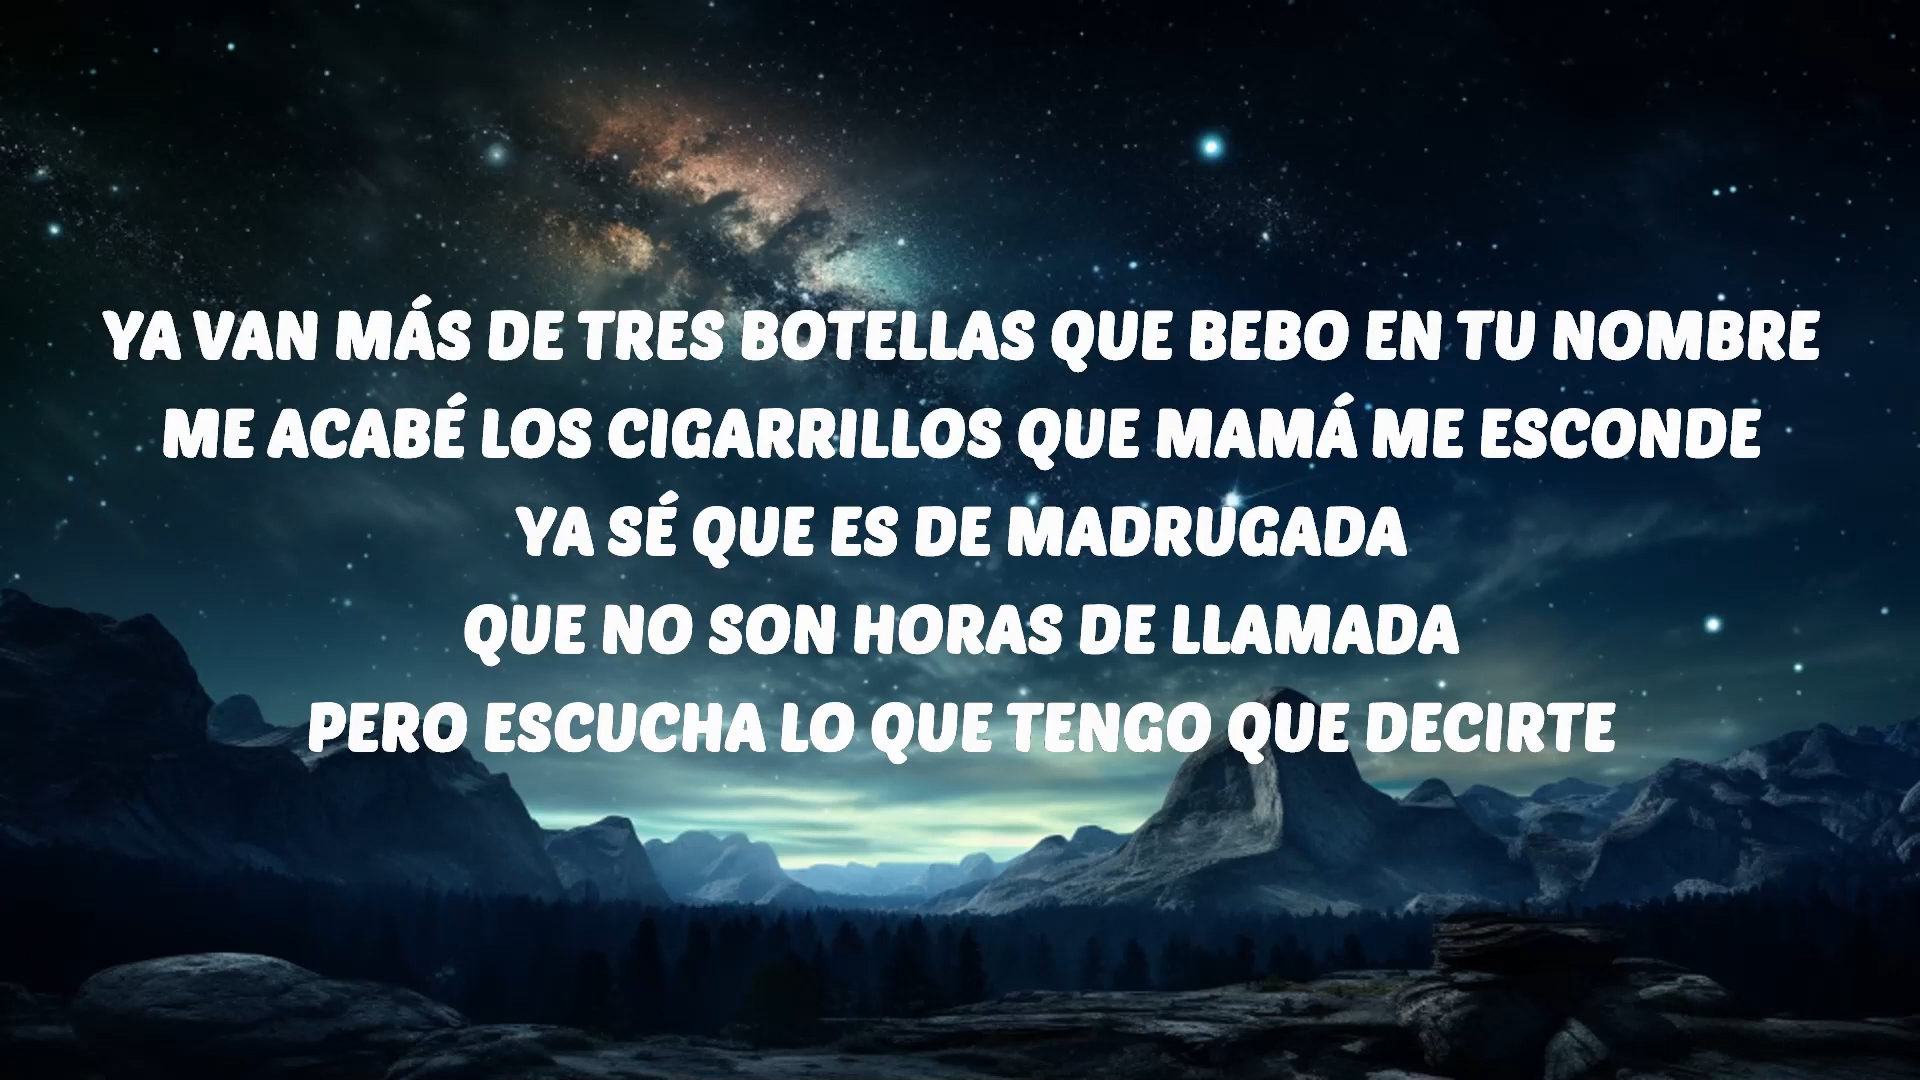 YA VAN MÁS DE TRES BOTELLAS QUE BEBO EN TU NOMBRE
ME ACABÉ LOS CIGARRILLOS QUE MAMÁ ME ESCONDE
YA SÉ QUE ES DE MADRUGADA
QUE NO SON HORAS DE LLAMADA
PERO ESCUCHA LO QUE TENGO QUE DECIRTE